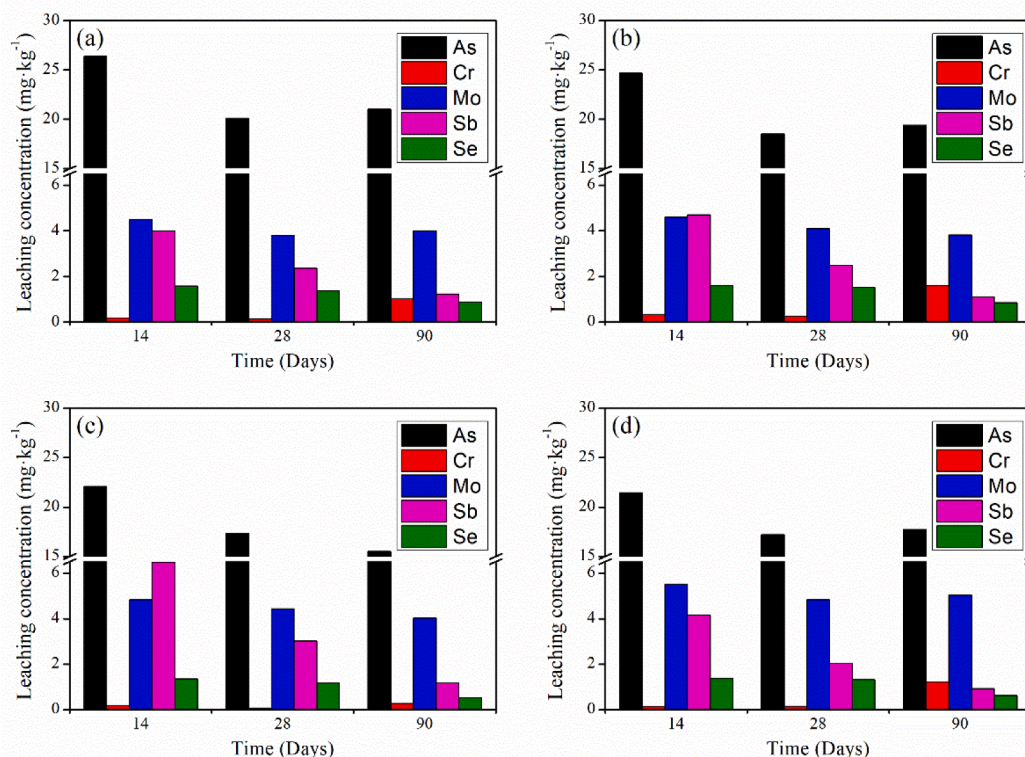 (a)
Leaching concentration (mg·kg⁻¹)
30
25
20
15
6
4
2
0
As
Cr
Mo
Sb
Se
14 28 90
Time (Days)
(b)
Leaching concentration (mg·kg⁻¹)
30
25
20
15
6
4
2
0
As
Cr
Mo
Sb
Se
14 28 90
Time (Days)
(c)
Leaching concentration (mg·kg⁻¹)
30
25
20
15
6
4
2
0
As
Cr
Mo
Sb
Se
14 28 90
Time (Days)
(d)
Leaching concentration (mg·kg⁻¹)
30
25
20
15
6
4
2
0
As
Cr
Mo
Sb
Se
14 28 90
Time (Days)